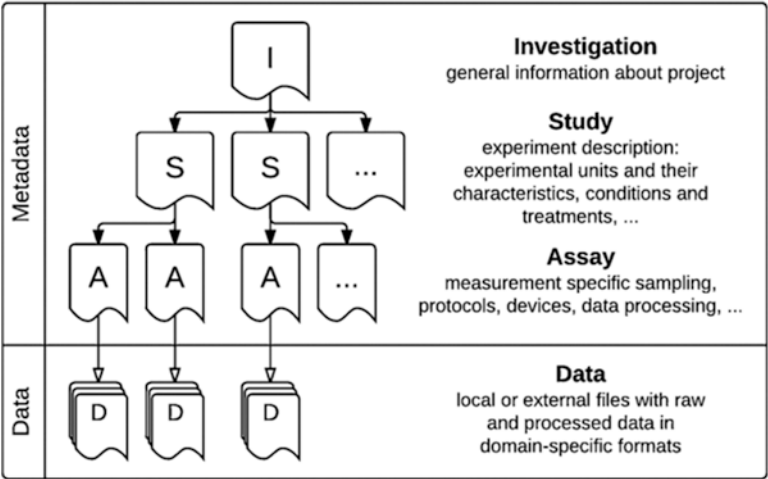 Metadata
I
Investigation
general information about project
S
S
...
Study
experiment description:
experimental units and their
characteristics, conditions and
treatments, ...
A
A
A
...
Assay
measurement specific sampling,
protocols, devices, data processing, ...
Data
D
D
D
Data
local or external files with raw
and processed data in
domain-specific formats